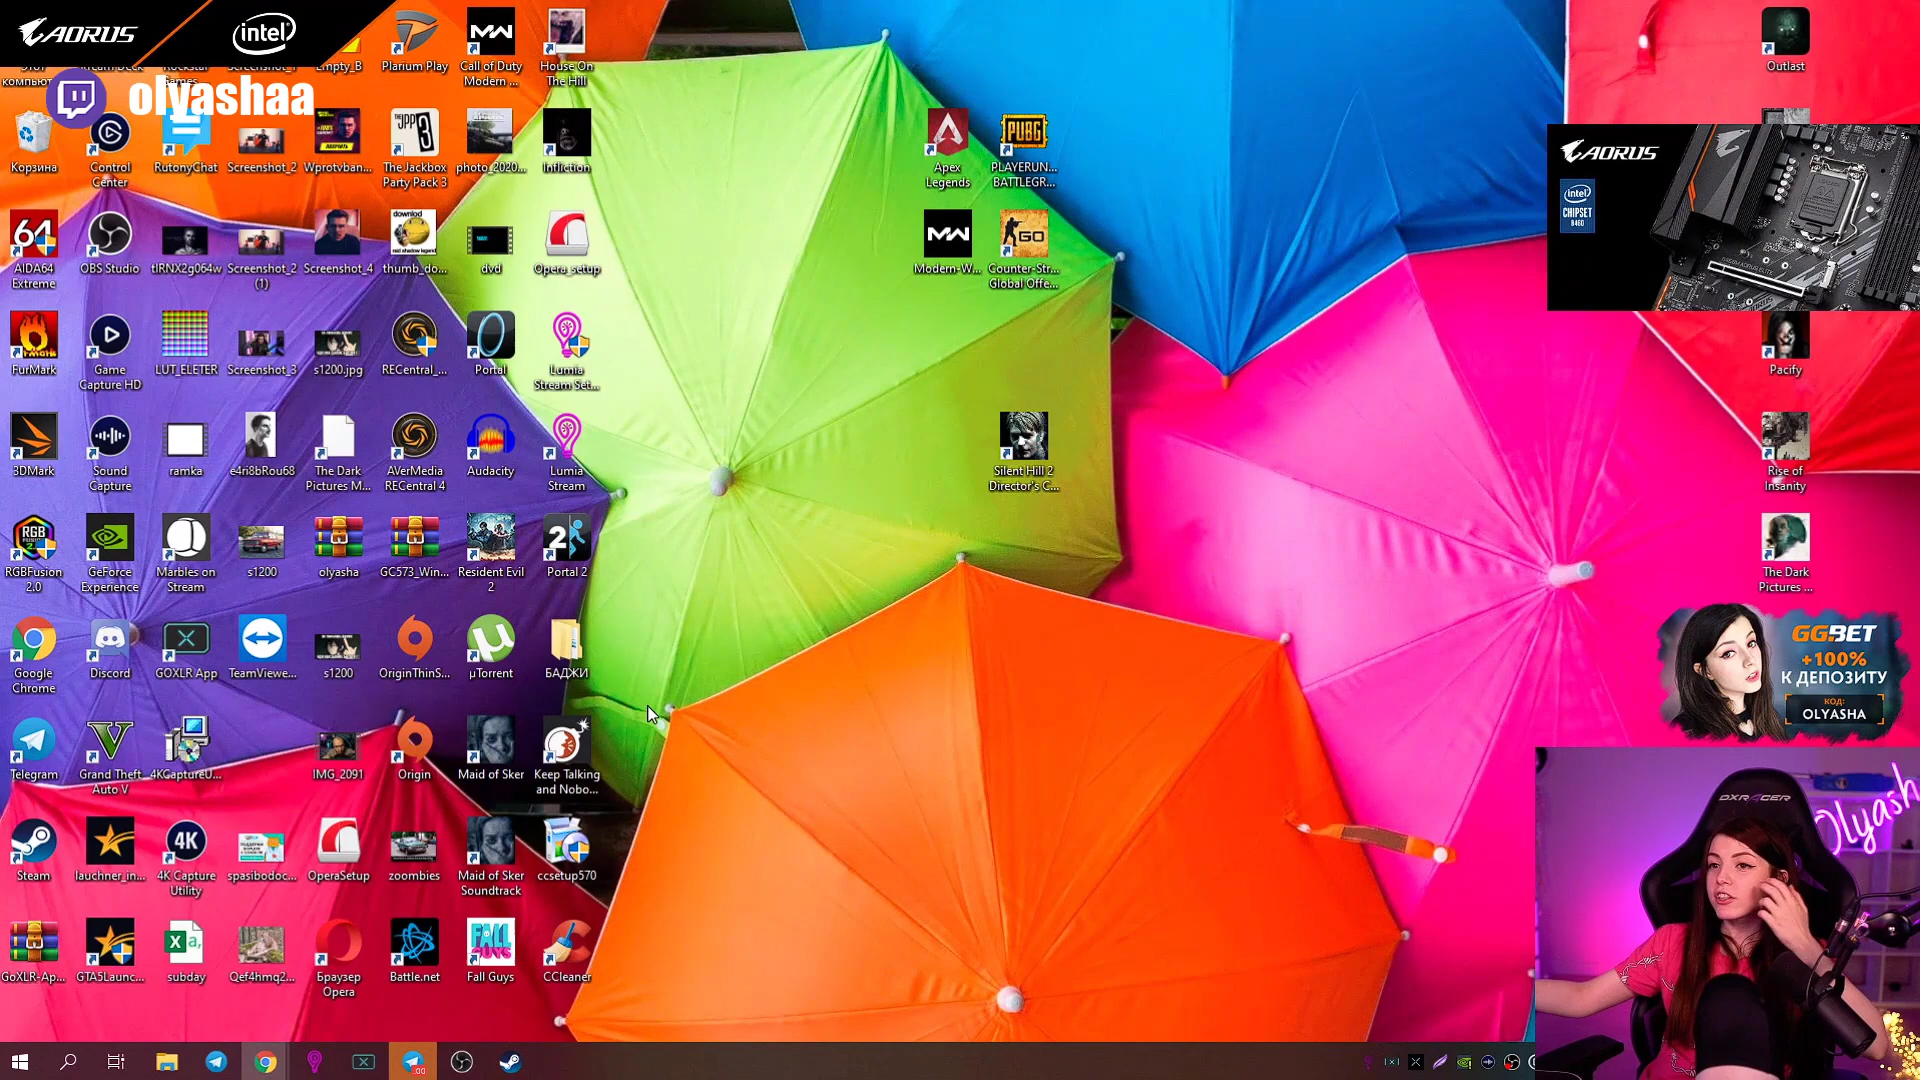 AORUS
intel
olyashaa
Plarium Play
Call of Duty
Modern ...
House On
The Hill
Outlast
Корзина
Control
Center
RutonyChat
Screenshot_2
Wprotvban...
The Jackbox
Party Pack 3
photo_2020...
Infliction
Apex
Legends
PLAYERUN...
BATTLEGR...
AORUS
intel
CHIPSET
B460
AIDA64
Extreme
OBS Studio
tIRNX2g064w
Screenshot_2
(1)
Screenshot_4
thumb_do...
dvd
Opera_setup
Modern-W...
Counter-Str...
Global Offe...
FurMark
Game
Capture HD
LUT_ELETER
Screenshot_3
s1200.jpg
RECentral_...
Portal
Lumia
Stream Set...
Pacify
3DMark
Sound
Capture
ramka
e4ri8bRou68
The Dark
Pictures M...
AVerMedia
RECentral 4
Audacity
Lumia
Stream
Silent Hill 2
Director's C...
Rise of
Insanity
RGBFusion
2.0
GeForce
Experience
Marbles on
Stream
s1200
olyasha
GC573_Win...
Resident Evil
2
Portal 2
The Dark
Pictures ...
Google
Chrome
Discord
GOXLR App
TeamViewe...
s1200
OriginThinS...
µTorrent
БАДЖИ
GGBET
+100%
К ДЕПОЗИТУ
КОД:
OLYASHA
Telegram
Grand Theft
Auto V
4KCaptureU...
IMG_2091
Origin
Maid of Sker
Keep Talking
and Nobo...
DXRACER
Olyash
Steam
lauchner_in...
4K Capture
Utility
spasibodoc...
OperaSetup
zoombies
Maid of Sker
Soundtrack
ccsetup570
GoXLR-Ap...
GTA5Launc...
subday
Qef4hmq2...
Браузер
Opera
Battle.net
Fall Guys
CCleaner